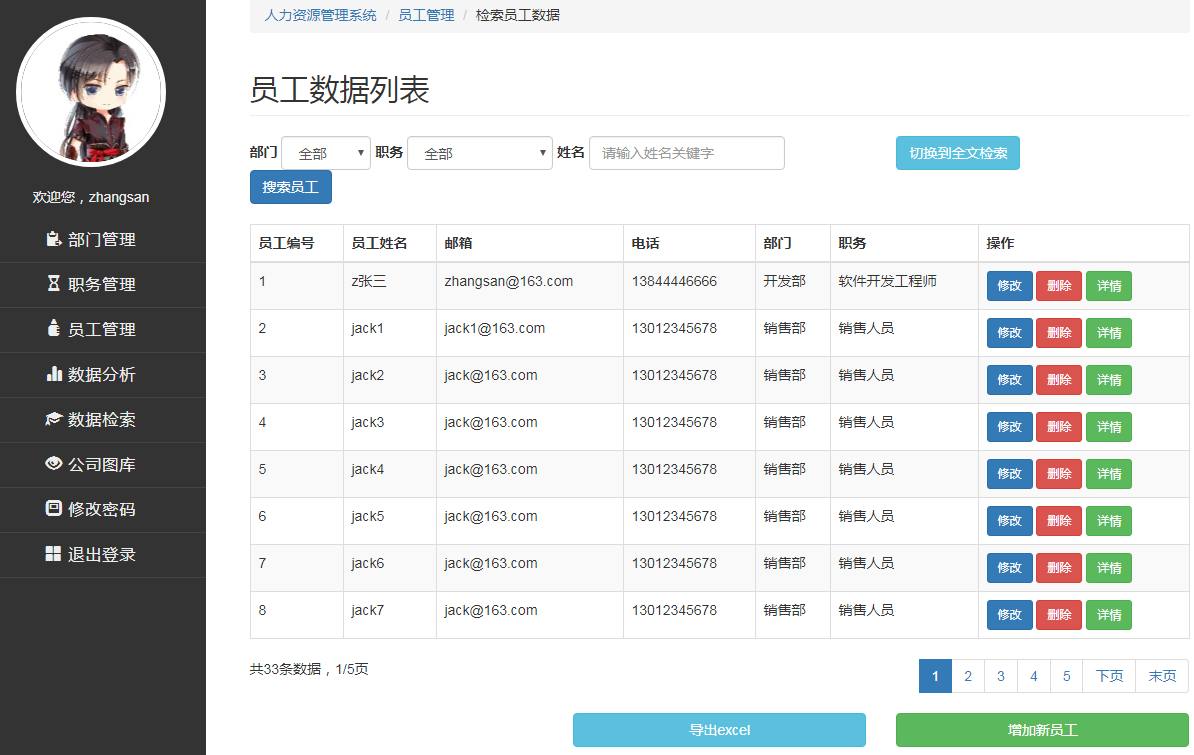 人力资源管理系统 / 员工管理 / 检索员工数据
欢迎您，zhangsan
部门管理
职务管理
员工管理
数据分析
数据检索
公司图库
修改密码
退出登录
员工数据列表
部门 全部 职务 全部 姓名 请输入姓名关键字 切换到全文检索
搜索员工
员工编号 员工姓名 邮箱 电话 部门 职务 操作
1 z张三 zhangsan@163.com 13844446666 开发部 软件开发工程师 修改 删除 详情
2 jack1 jack1@163.com 13012345678 销售部 销售人员 修改 删除 详情
3 jack2 jack@163.com 13012345678 销售部 销售人员 修改 删除 详情
4 jack3 jack@163.com 13012345678 销售部 销售人员 修改 删除 详情
5 jack4 jack@163.com 13012345678 销售部 销售人员 修改 删除 详情
6 jack5 jack@163.com 13012345678 销售部 销售人员 修改 删除 详情
7 jack6 jack@163.com 13012345678 销售部 销售人员 修改 删除 详情
8 jack7 jack@163.com 13012345678 销售部 销售人员 修改 删除 详情
共33条数据，1/5页 1 2 3 4 5 下页 末页
导出excel 增加新员工